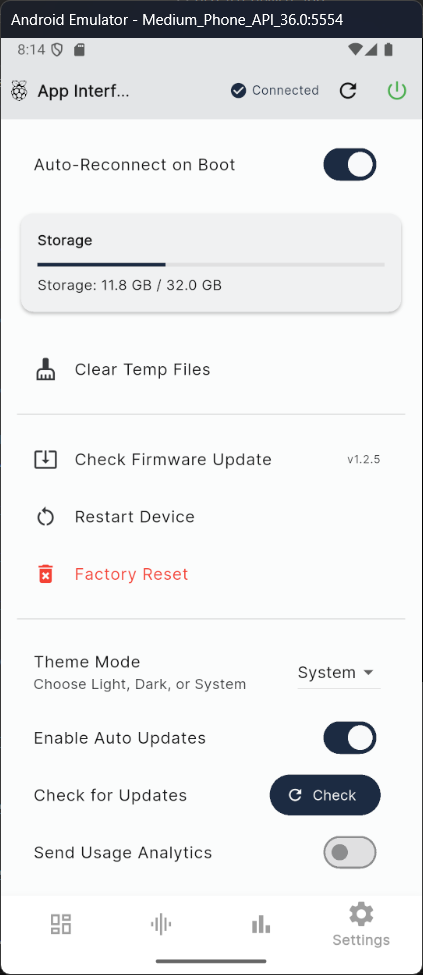 Android Emulator - Medium_Phone_API_36.0:5554
8:14
App Interf...
Connected
Auto-Reconnect on Boot
Storage
Storage: 11.8 GB / 32.0 GB
Clear Temp Files
Check Firmware Update v1.2.5
Restart Device
Factory Reset
Theme Mode
Choose Light, Dark, or System
System
Enable Auto Updates
Check for Updates
Check
Send Usage Analytics
Settings